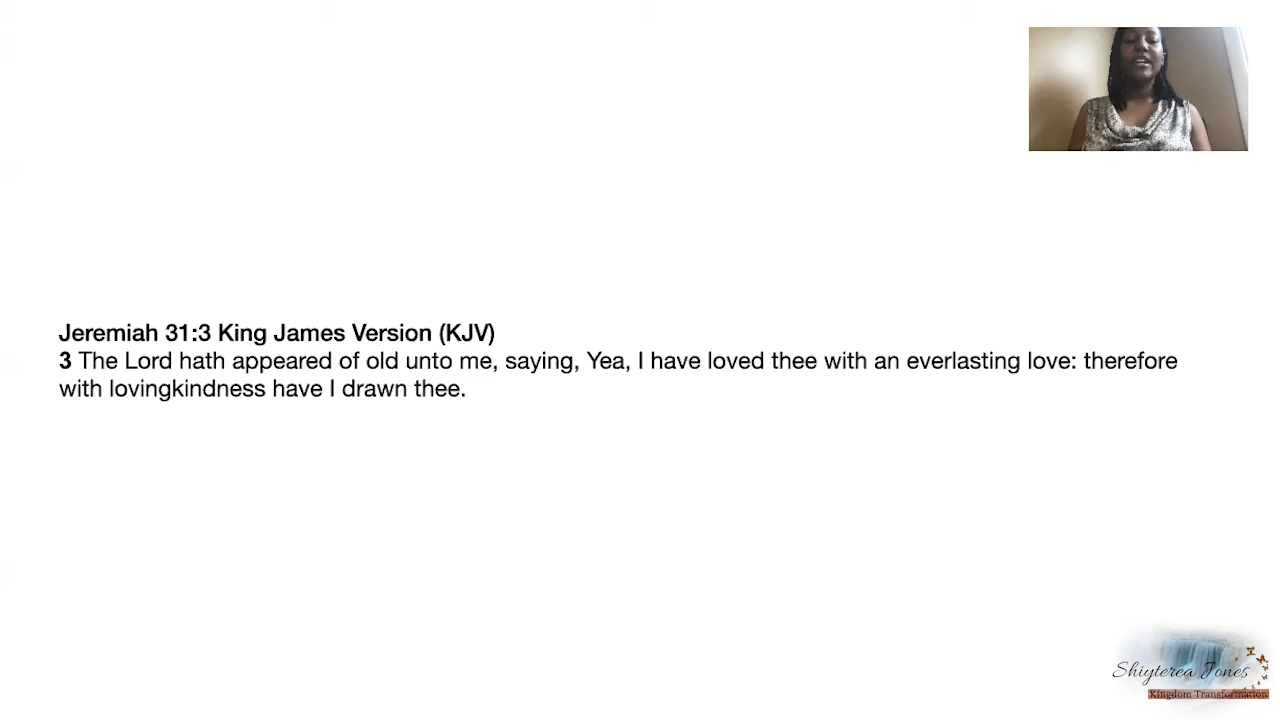 Jeremiah 31:3 King James Version (KJV)
3 The Lord hath appeared of old unto me, saying, Yea, I have loved thee with an everlasting love: therefore
with lovingkindness have I drawn thee.
Shiyterea Jones
Kingdom Transformation